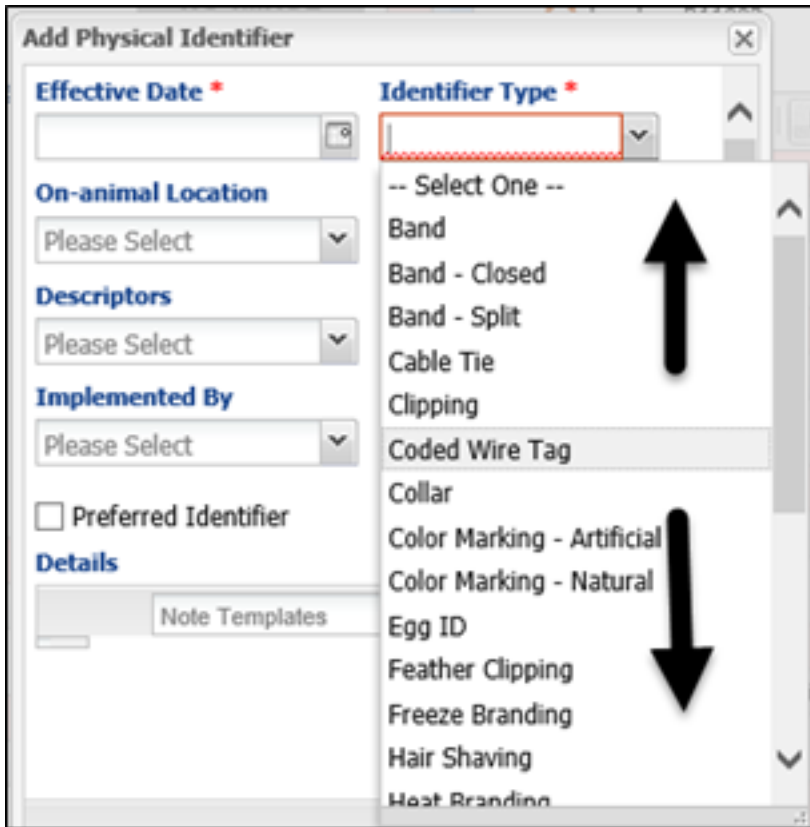 Add Physical Identifier
Effective Date *
Identifier Type *
On-animal Location
Please Select
Descriptors
Please Select
Implemented By
Please Select
Preferred Identifier
Details
Note Templates
-- Select One --
Band
Band - Closed
Band - Split
Cable Tie
Clipping
Coded Wire Tag
Collar
Color Marking - Artificial
Color Marking - Natural
Egg ID
Feather Clipping
Freeze Branding
Hair Shaving
Heat Branding